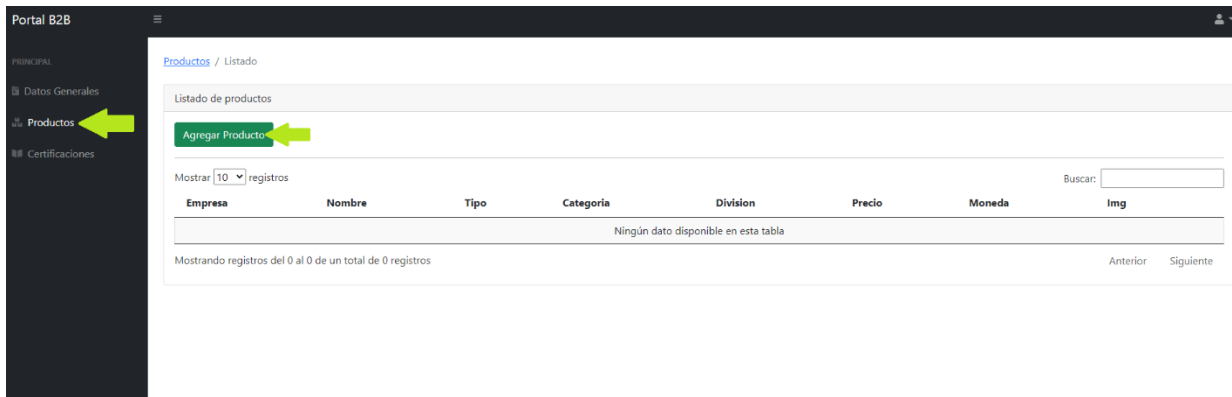 Portal B2B
PRINCIPAL
Datos Generales
Productos
Certificaciones
Productos / Listado
Listado de productos
Agregar Producto
Mostrar 10 registros
Buscar:
Empresa Nombre Tipo Categoria Division Precio Moneda Img
Ningún dato disponible en esta tabla
Mostrando registros del 0 al 0 de un total de 0 registros
Anterior Siguiente